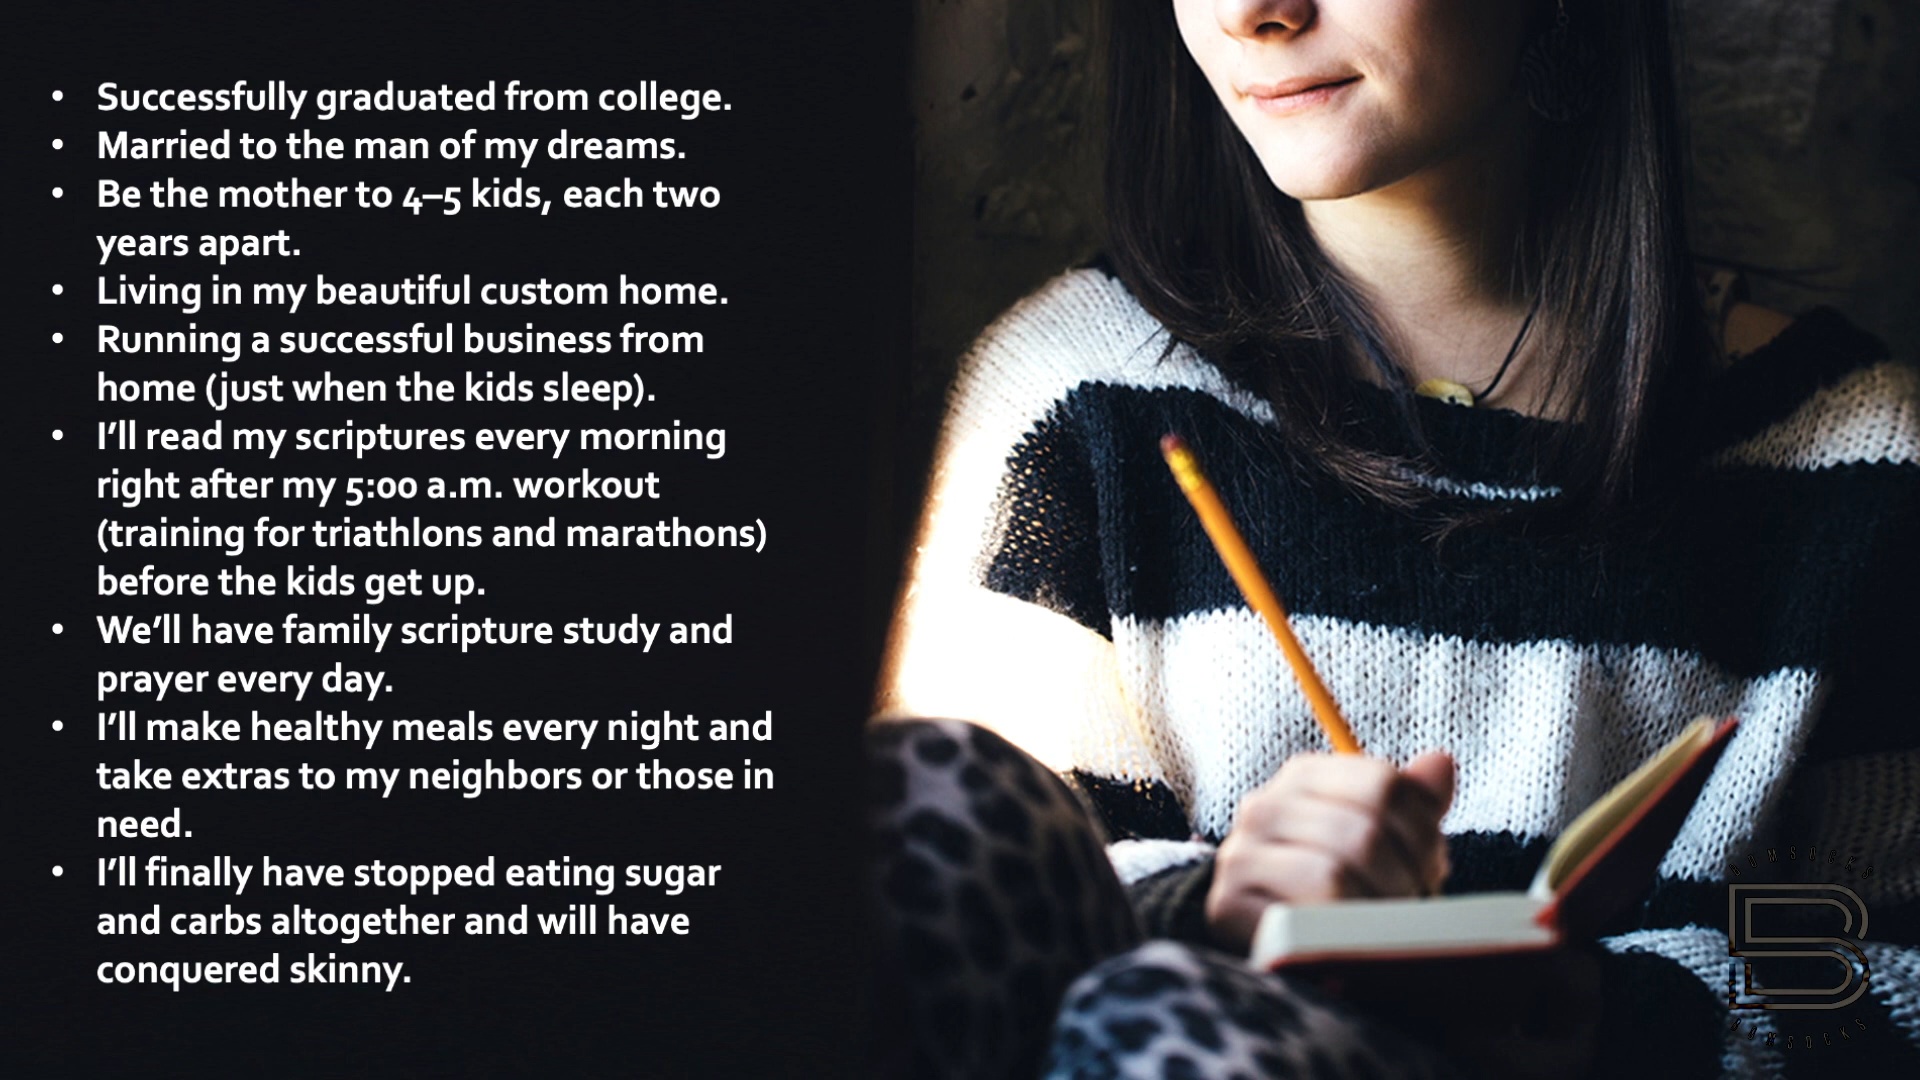 • Successfully graduated from college.
• Married to the man of my dreams.
• Be the mother to 4–5 kids, each two
years apart.
• Living in my beautiful custom home.
• Running a successful business from
home (just when the kids sleep).
• I’ll read my scriptures every morning
right after my 5:00 a.m. workout
(training for triathlons and marathons)
before the kids get up.
• We’ll have family scripture study and
prayer every day.
• I’ll make healthy meals every night and
take extras to my neighbors or those in
need.
• I’ll finally have stopped eating sugar
and carbs altogether and will have
conquered skinny.
B